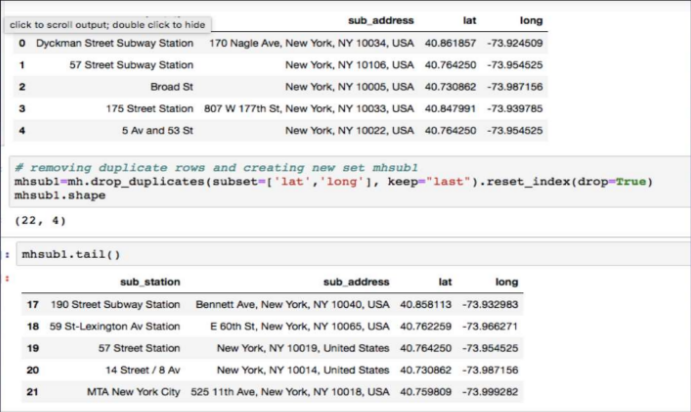 click to scroll output; double click to hide
sub_address lat long
0 Dyckman Street Subway Station 170 Nagle Ave, New York, NY 10034, USA 40.861857 -73.924509
1 57 Street Subway Station New York, NY 10106, USA 40.764250 -73.954525
2 Broad St New York, NY 10005, USA 40.730862 -73.987156
3 175 Street Station 807 W 177th St, New York, NY 10033, USA 40.847991 -73.939785
4 5 Av and 53 St New York, NY 10022, USA 40.764250 -73.954525
# removing duplicate rows and creating new set mhsub1
mhsub1=mh.drop_duplicates(subset=['lat','long'], keep="last").reset_index(drop=True)
mhsub1.shape
(22, 4)
: mhsub1.tail()
: sub_station sub_address lat long
17 190 Street Subway Station Bennett Ave, New York, NY 10040, USA 40.858113 -73.932983
18 59 St-Lexington Av Station E 60th St, New York, NY 10065, USA 40.762259 -73.966271
19 57 Street Station New York, NY 10019, United States 40.764250 -73.954525
20 14 Street / 8 Av New York, NY 10014, United States 40.730862 -73.987156
21 MTA New York City 525 11th Ave, New York, NY 10018, USA 40.759809 -73.999282